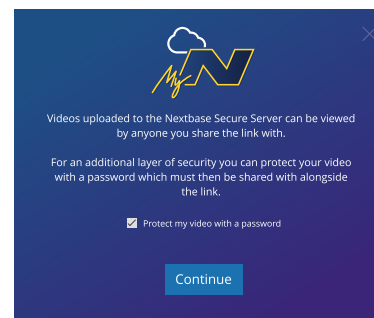 My N
Videos uploaded to the Nextbase Secure Server can be viewed
by anyone you share the link with.
For an additional layer of security you can protect your video
with a password which must then be shared with alongside
the link.
Protect my video with a password
Continue